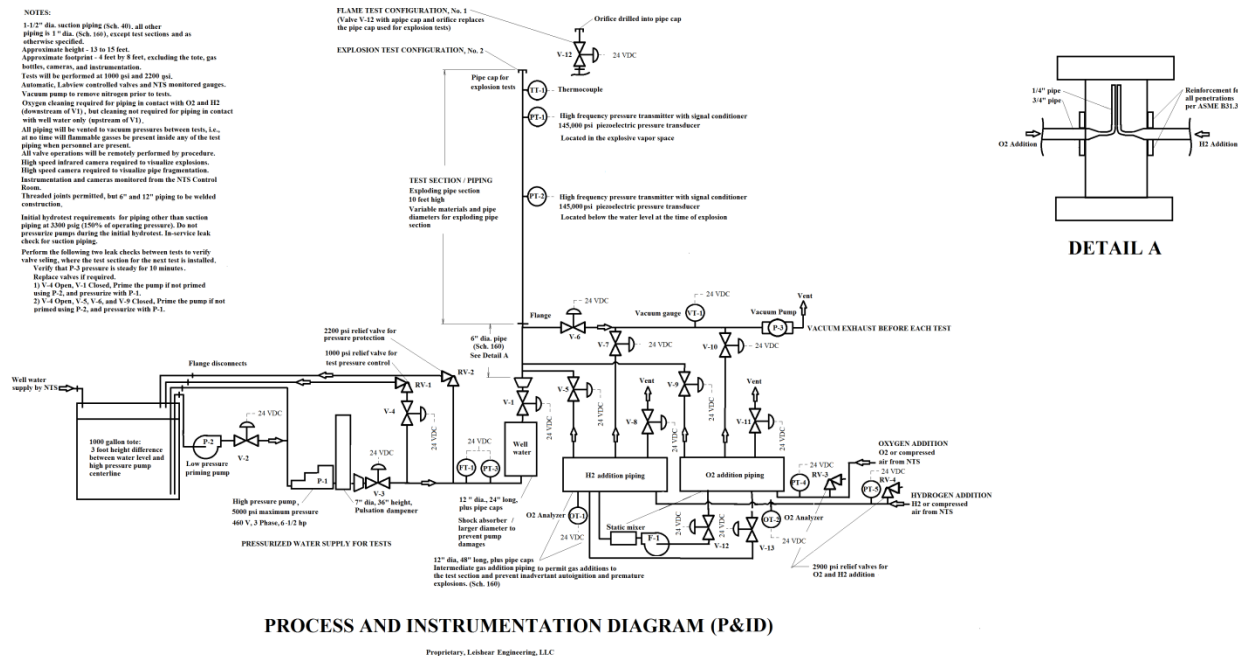 NOTES:
1-1/2" dia. suction piping (Sch. 40), all other
piping is 1 " dia. (Sch. 160), except test sections and as
otherwise specified.
Approximate height - 13 to 15 feet.
Approximate footprint - 4 feet by 8 feet, excluding the tote, gas
bottles, cameras, and instrumentation.
Tests will be performed at 1000 psi and 2200 psi.
Automatic, Labview controlled valves and NTS monitored gauges.
Vacuum pump to remove nitrogen prior to tests.
Oxygen cleaning required for piping in contact with O2 and H2
(downstream of V1) , but cleaning not required for piping in contact
with well water only (upstream of V1).
All piping will be vented to vacuum pressures between tests, i.e.,
at no time will flammable gases be present inside any of the test
piping when personnel are present.
All valve operations will be remotely performed by procedure.
High speed infrared camera required to visualize explosions.
High speed camera required to visualize pipe fragmentation.
Instrumentation and cameras monitored from the NTS Control
Room.
Threaded joints permitted, but 6" and 12" piping to be welded
construction.
Initial hydrotest requirements for piping other than suction
piping at 3300 psig (150% of operating pressure). Do not
pressurize pumps during the initial hydrotest. In-service leak
check for suction piping.
Perform the following two leak checks between tests to verify
valve seling, where the test section for the next test is installed.
Verify that P-3 pressure is steady for 10 minutes.
Replace valves if required.
1) V-4 Open, V-1 Closed, Prime the pump if not primed
using P-2, and pressurize with P-1.
2) V-4 Open, V-5, V-6, and V-9 Closed, Prime the pump if not
primed using P-2, and pressurize with P-1.
FLAME TEST CONFIGURATION, No. 1
(Valve V-12 with apipe cap and orifice replaces
the pipe cap used for explosion tests)
Orifice drilled into pipe cap
V-12
24 VDC
EXPLOSION TEST CONFIGURATION, No. 2
Pipe cap for
explosion tests
TT-1
Thermocouple
PT-1
High frequency pressure transmitter with signal conditioner
145,000 psi piezoelectric pressure transducer
Located in the explosive vapor space
TEST SECTION / PIPING
Exploding pipe section
10 feet high
Variable materials and pipe
diameters for exploding pipe
section
PT-2
High frequency pressure transmitter with signal conditioner
145,000 psi piezoelectric pressure transducer
Located below the water level at the time of explosion
1/4" pipe
3/4" pipe
Reinforcement fo
all penetrations
per ASME B31.3
O2 Addition
H2 Addition
DETAIL A
24 VDC
Flange
V-6
Vacuum gauge
24 VDC
VT-1
Vacuum Pump
P-3
Vent
VACUUM EXHAUST BEFORE EACH TEST
V-7
24 VDC
V-10
24 VDC
6" dia. pipe
(Sch. 160)
See Detail A
2200 psi relief valve for
pressure protection
1000 psi relief valve for
test pressure control
Flange disconnects
RV-1
RV-2
Well water
supply by NTS
V-4
24 VDC
V-1
24 VDC
V-5
24 VDC
Vent
V-8
24 VDC
V-9
24 VDC
Vent
V-11
24 VDC
1000 gallon tote:
3 foot height difference
between water level and
high pressure pump
centerline
P-2
24 VDC
V-2
Low pressure
priming pump
P-1
24 VDC
V-3
24 VDC
FT-1
PT-3
Well
water
High pressure pump,
5000 psi maximum pressure
460 V, 3 Phase, 6-1/2 hp
7" dia, 36" height,
Pulsation dampener
PRESSURIZED WATER SUPPLY FOR TESTS
12 " dia., 24" long,
plus pipe caps
Shock absorber /
larger diameter to
prevent pump
damages
H2 addition piping
O2 addition piping
OXYGEN ADDITION
O2 or compressed
air from NTS
24 VDC
PT-4
RV-3
24 VDC
PT-5
RV-4
HYDROGEN ADDITION
H2 or compressed
air from NTS
OT-1
O2 Analyzer
24 VDC
Static mixer
F-1
V-12
24 VDC
V-13
24 VDC
OT-2
O2 Analyzer
24 VDC
12" dia, 48" long, plus pipe caps
Intermediate gas addition piping to permit gas additions to
the test section and prevent inadvertant autoignition and premature
explosions. (Sch. 160)
2900 psi relief valves for
O2 and H2 addition
PROCESS AND INSTRUMENTATION DIAGRAM (P&ID)
Proprietary, Leishear Engineering, LLC